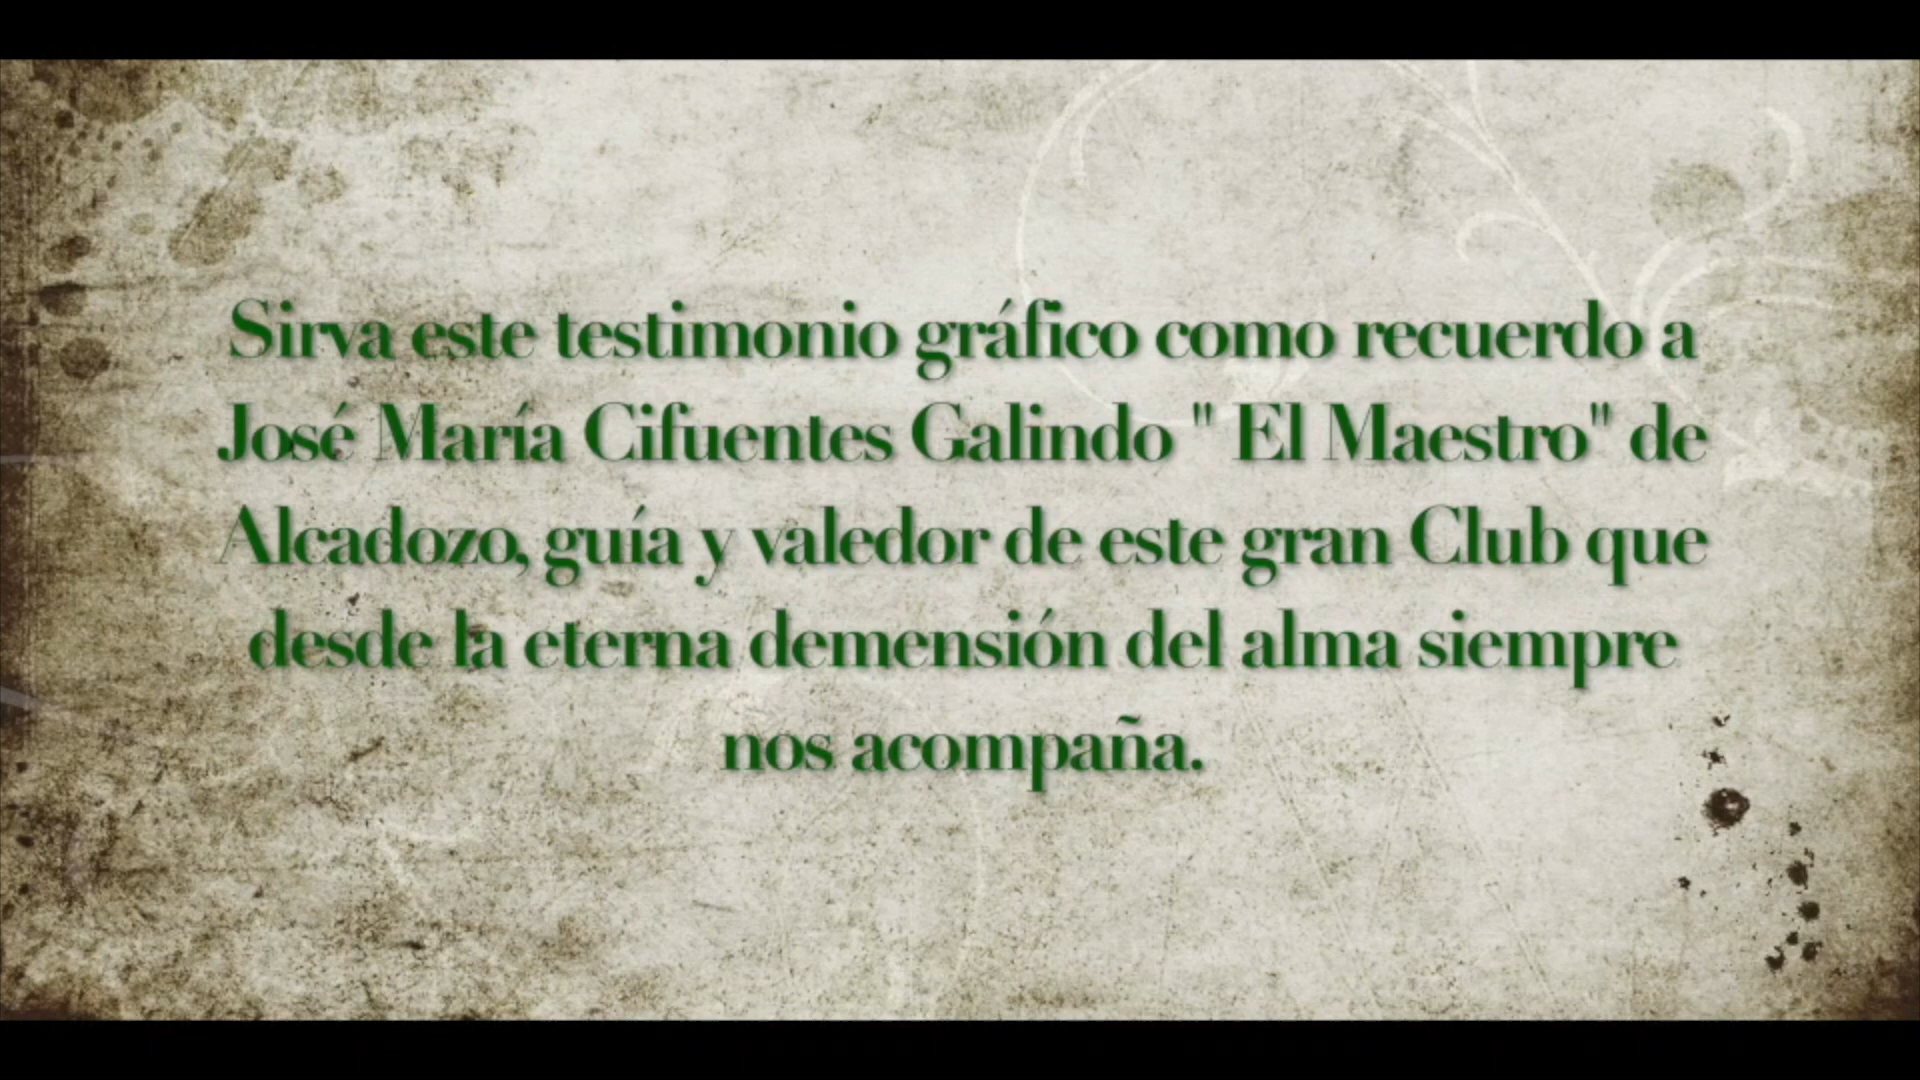 Sirva este testimonio gráfico como recuerdo a
José María Cifuentes Galindo " El Maestro" de
Alcadozo, guía y valedor de este gran Club que
desde la eterna demensión del alma siempre
nos acompaña.